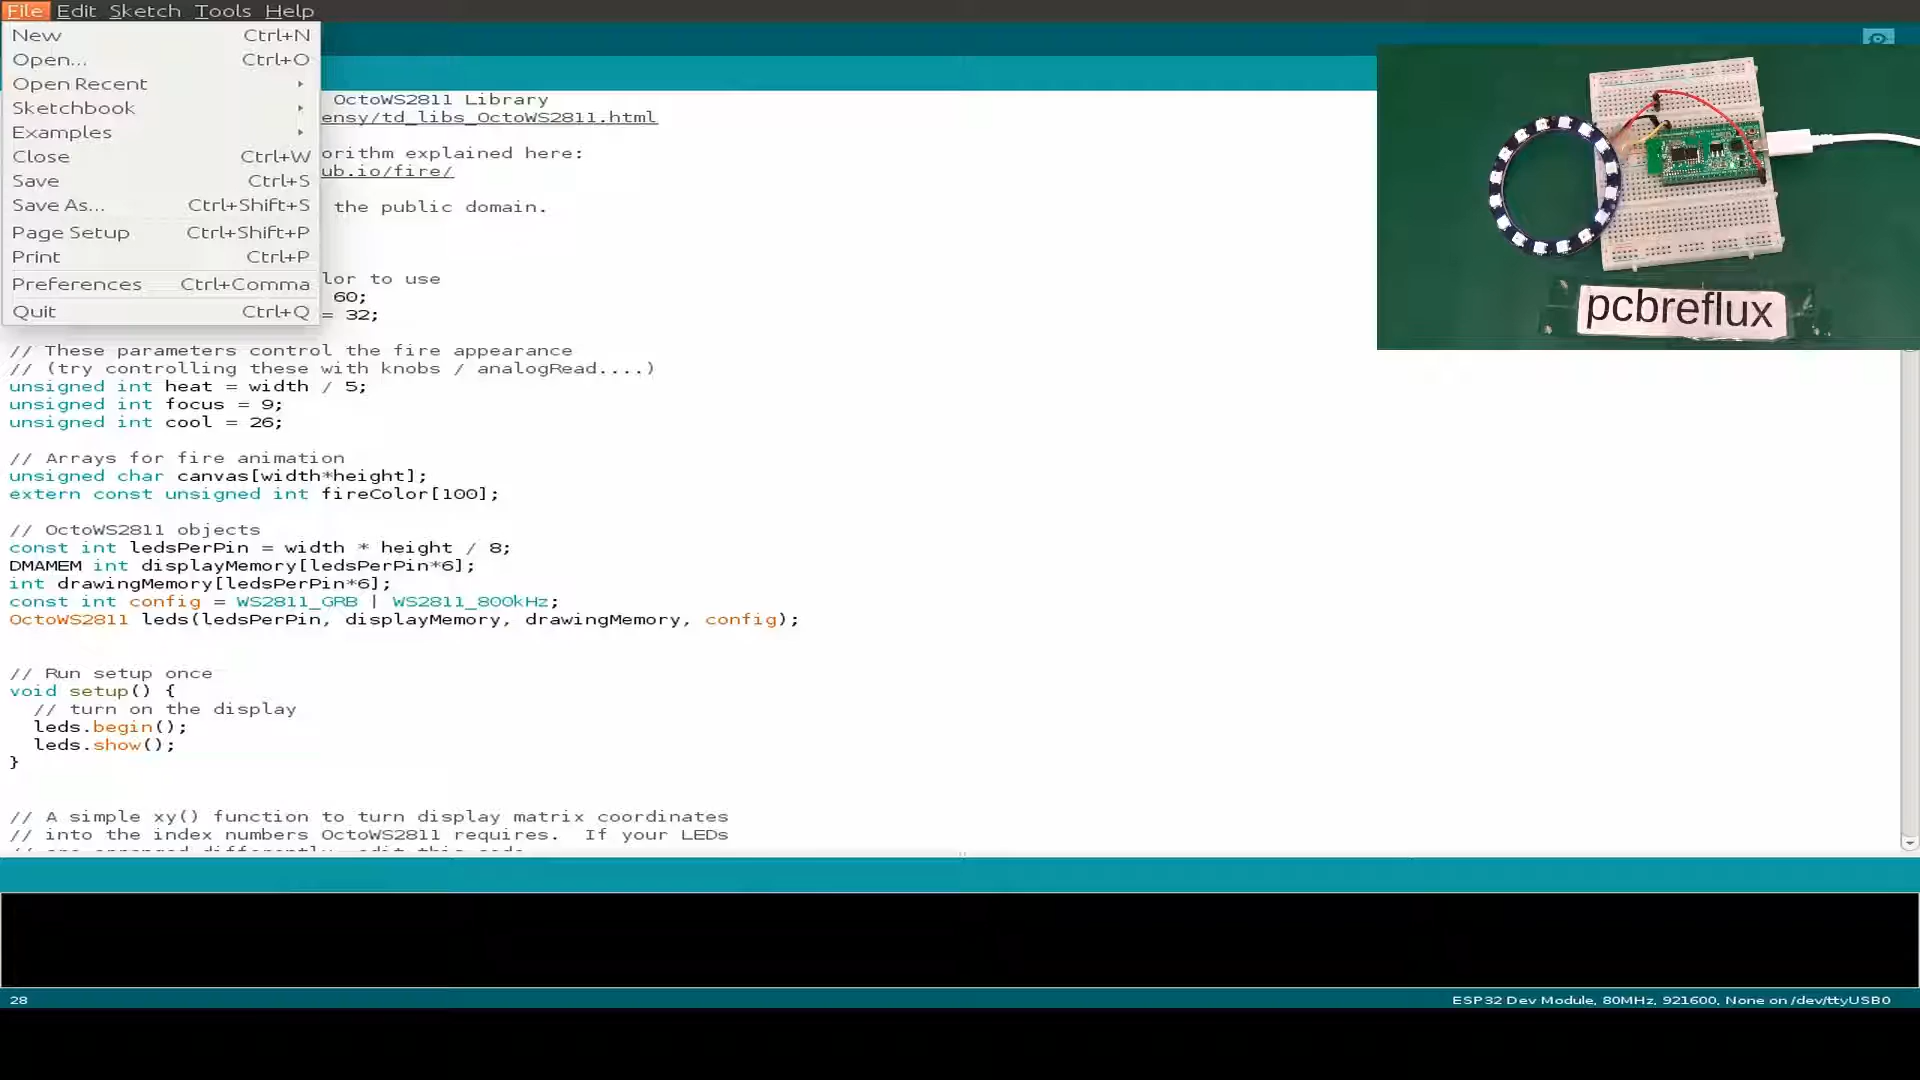 File Edit Sketch Tools Help
New Ctrl+N
Open... Ctrl+O
Open Recent
Sketchbook
Examples
Close Ctrl+W
Save Ctrl+S
Save As... Ctrl+Shift+S
Page Setup Ctrl+Shift+P
Print Ctrl+P
Preferences Ctrl+Comma
Quit Ctrl+Q
OctoWS2811 Library
ensy/td_libs_OctoWS2811.html
orithm explained here:
ub.io/fire/
the public domain.
lor to use
60;
= 32;
// These parameters control the fire appearance
// (try controlling these with knobs / analogRead....)
unsigned int heat = width / 5;
unsigned int focus = 9;
unsigned int cool = 26;
// Arrays for fire animation
unsigned char canvas[width*height];
extern const unsigned int fireColor[100];
// OctoWS2811 objects
const int ledsPerPin = width * height / 8;
DMAMEM int displayMemory[ledsPerPin*6];
int drawingMemory[ledsPerPin*6];
const int config = WS2811_GRB | WS2811_800kHz;
OctoWS2811 leds(ledsPerPin, displayMemory, drawingMemory, config);
// Run setup once
void setup() {
// turn on the display
leds.begin();
leds.show();
}
// A simple xy() function to turn display matrix coordinates
// into the index numbers OctoWS2811 requires. If your LEDs
// are arranged differently, edit this code
pcbreflux
28
ESP32 Dev Module, 80MHz, 921600, None on /dev/ttyUSB0